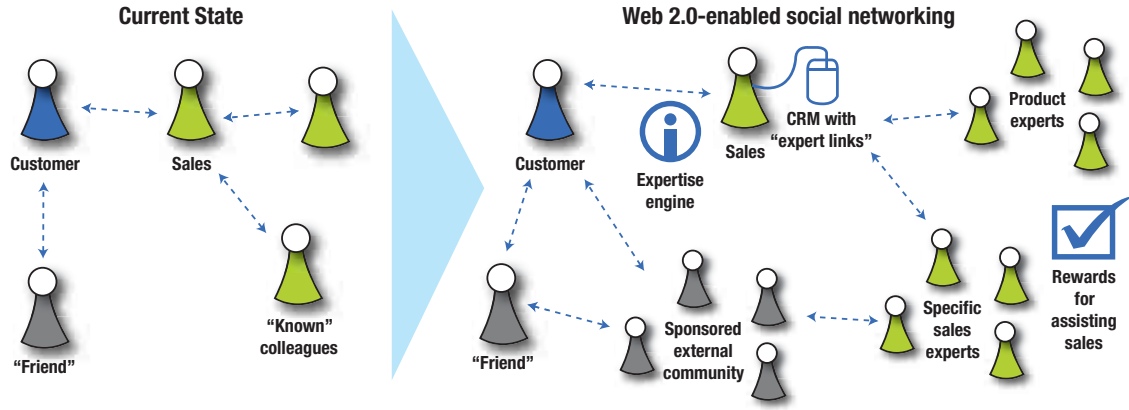 Current State
Customer
Sales
“Friend”
“Known”
colleagues
Web 2.0-enabled social networking
Customer
Expertise
engine
Sales
CRM with
“expert links”
Product
experts
“Friend”
Sponsored
external
community
Specific
sales
experts
Rewards
for
assisting
sales